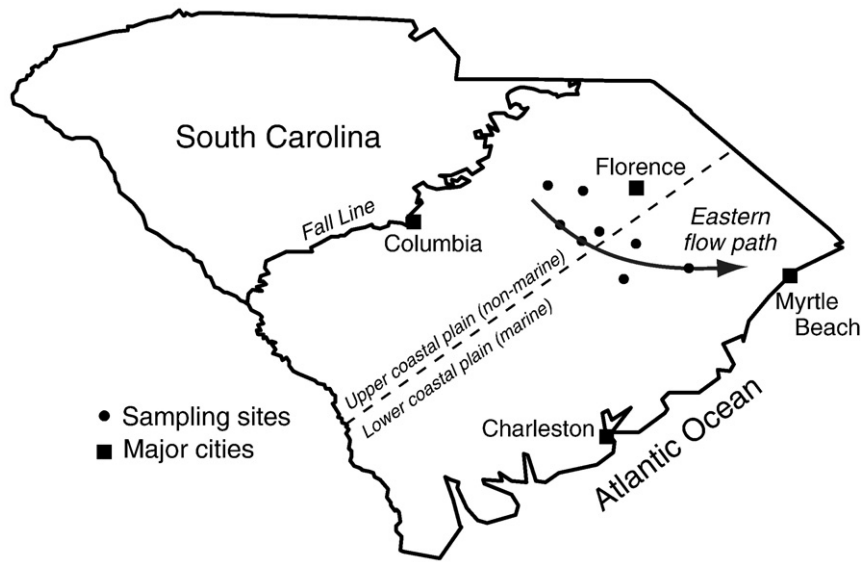 South Carolina
Florence
Fall Line
Columbia
Eastern
flow path
Upper coastal plain (non-marine)
Lower coastal plain (marine)
Myrtle
Beach
Sampling sites
Major cities
Charleston
Atlantic Ocean